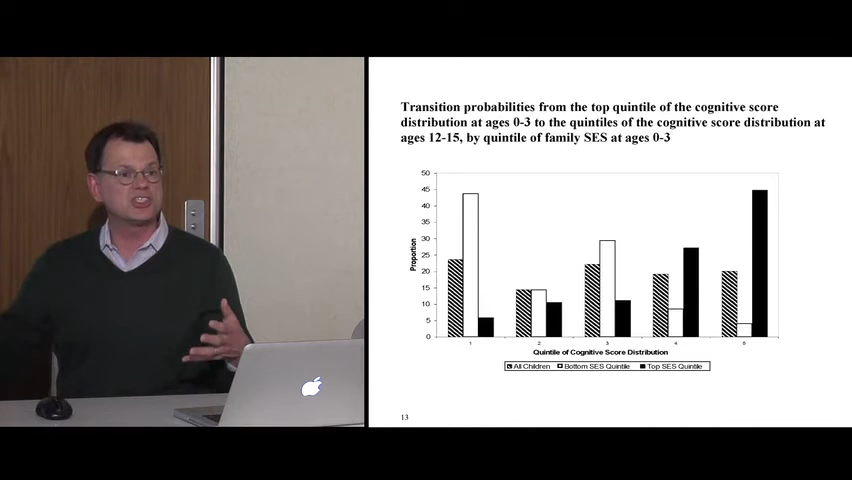 Transition probabilities from the top quintile of the cognitive score
distribution at ages 0-3 to the quintiles of the cognitive score distribution at
ages 12-15, by quintile of family SES at ages 0-3
50
45
40
35
30
25
20
15
10
5
0
Proportion
1 2 3 4 5
Quintile of Cognitive Score Distribution
All Children Bottom SES Quintile Top SES Quintile
13